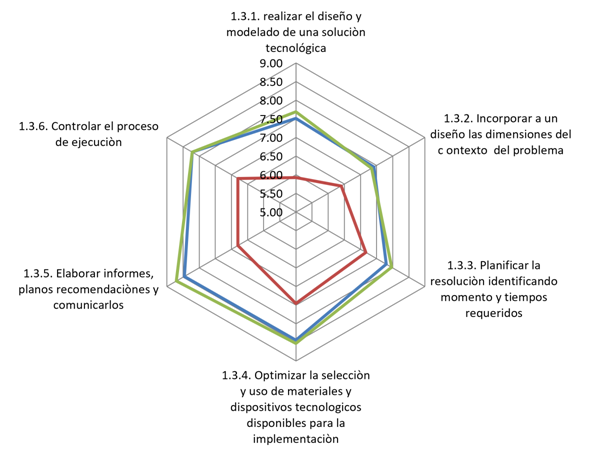 1.3.1. realizar el diseño y
modelado de una soluciòn
tecnológica
9.00
8.50
8.00
7.50
7.00
6.50
6.00
5.50
5.00
1.3.2. Incorporar a un
diseño las dimensiones del
c ontexto  del problema
1.3.3. Planificar la
resoluciòn identificando
momento y tiempos
requeridos
1.3.4. Optimizar la selecciòn
y uso de materiales y
dispositivos tecnologicos
disponibles para la
implementaciòn
1.3.5. Elaborar informes,
planos recomendaciònes y
comunicarlos
1.3.6. Controlar el proceso
de ejecuciòn